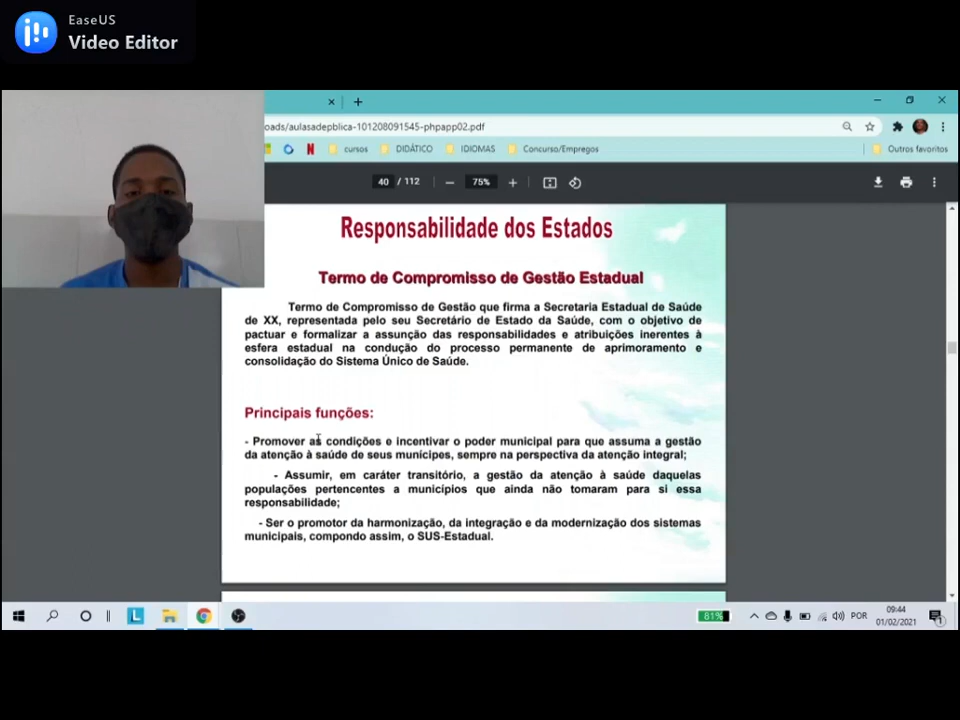 EaseUS
Video Editor
oads/aulasadepblica-101208091545-phpapp02.pdf
cursos
DIDÁTICO
IDIOMAS
Concurso/Empregos
Outros favoritos
40 / 112
75%
Responsabilidade dos Estados
Termo de Compromisso de Gestão Estadual
Termo de Compromisso de Gestão que firma a Secretaria Estadual de Saúde
de XX, representada pelo seu Secretário de Estado da Saúde, com o objetivo de
pactuar e formalizar a assunção das responsabilidades e atribuições inerentes à
esfera estadual na condução do processo permanente de aprimoramento e
consolidação do Sistema Único de Saúde.
Principais funções:
- Promover as condições e incentivar o poder municipal para que assuma a gestão
da atenção à saúde de seus munícipes, sempre na perspectiva da atenção integral;
- Assumir, em caráter transitório, a gestão da atenção à saúde daquelas
populações pertencentes a municípios que ainda não tomaram para si essa
responsabilidade;
- Ser o promotor da harmonização, da integração e da modernização dos sistemas
municipais, compondo assim, o SUS-Estadual.
81%
POR
09:44
01/02/2021